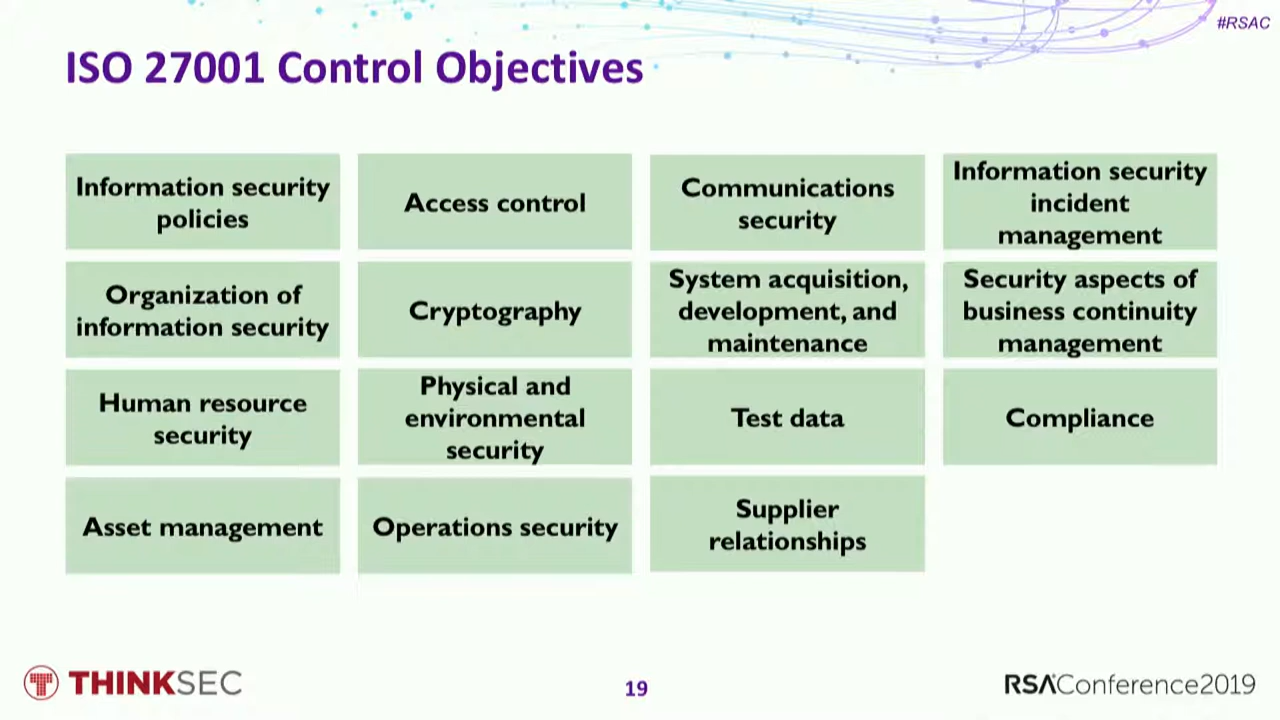 #RSAC
ISO 27001 Control Objectives
Information security
policies
Access control
Communications
security
Information security
incident
management
Organization of
information security
Cryptography
System acquisition,
development, and
maintenance
Security aspects of
business continuity
management
Human resource
security
Physical and
environmental
security
Test data
Compliance
Asset management
Operations security
Supplier
relationships
THINKSEC
19
RSAConference2019